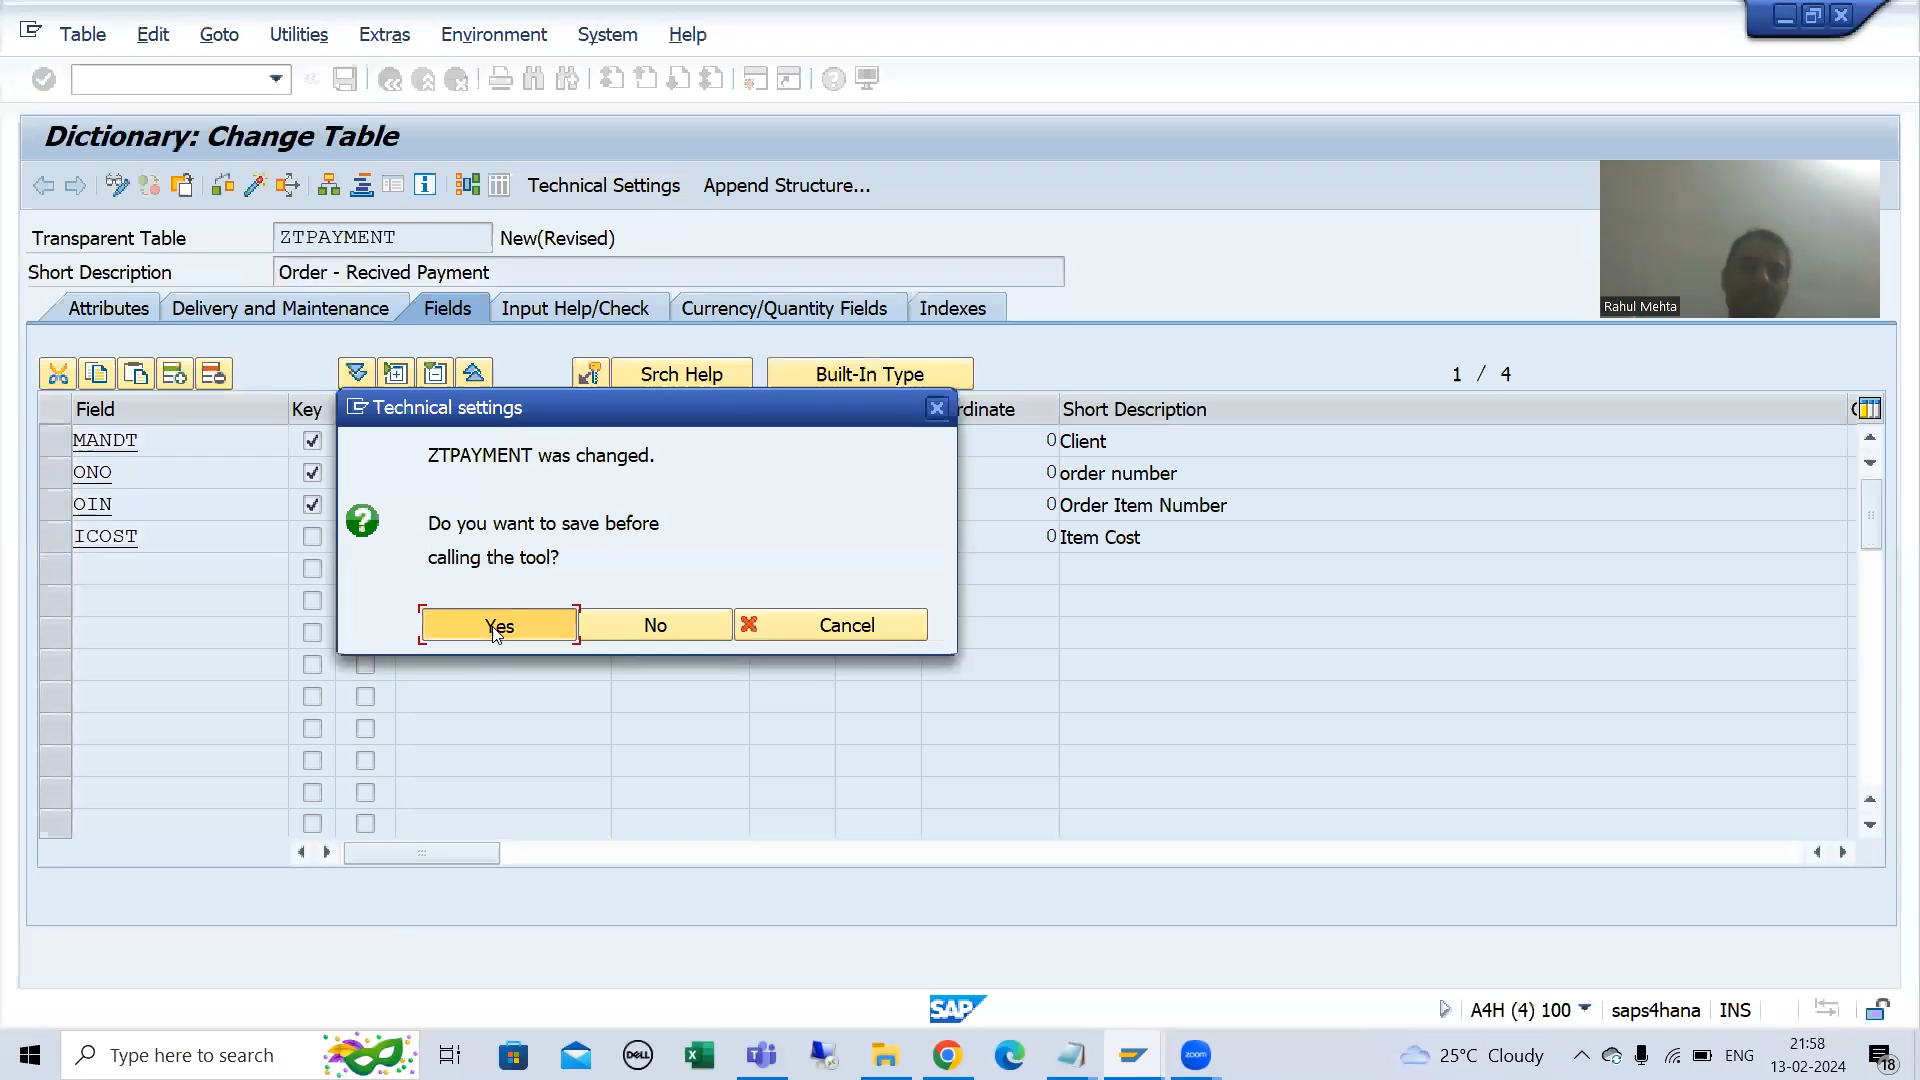 Table Edit Goto Utilities Extras Environment System Help
Dictionary: Change Table
Technical Settings Append Structure...
Transparent Table ZTPAYMENT New(Revised)
Short Description Order - Recived Payment
Attributes Delivery and Maintenance Fields Input Help/Check Currency/Quantity Fields Indexes
Rahul Mehta
Srch Help Built-In Type 1 / 4
Field Key rdinate Short Description
MANDT 0 Client
ONO 0 order number
OIN 0 Order Item Number
ICOST 0 Item Cost
Technical settings
ZTPAYMENT was changed.
Do you want to save before
calling the tool?
Yes No Cancel
SAP A4H (4) 100 saps4hana INS
Type here to search
DELL
zoom
25°C Cloudy ENG
21:58
13-02-2024
18